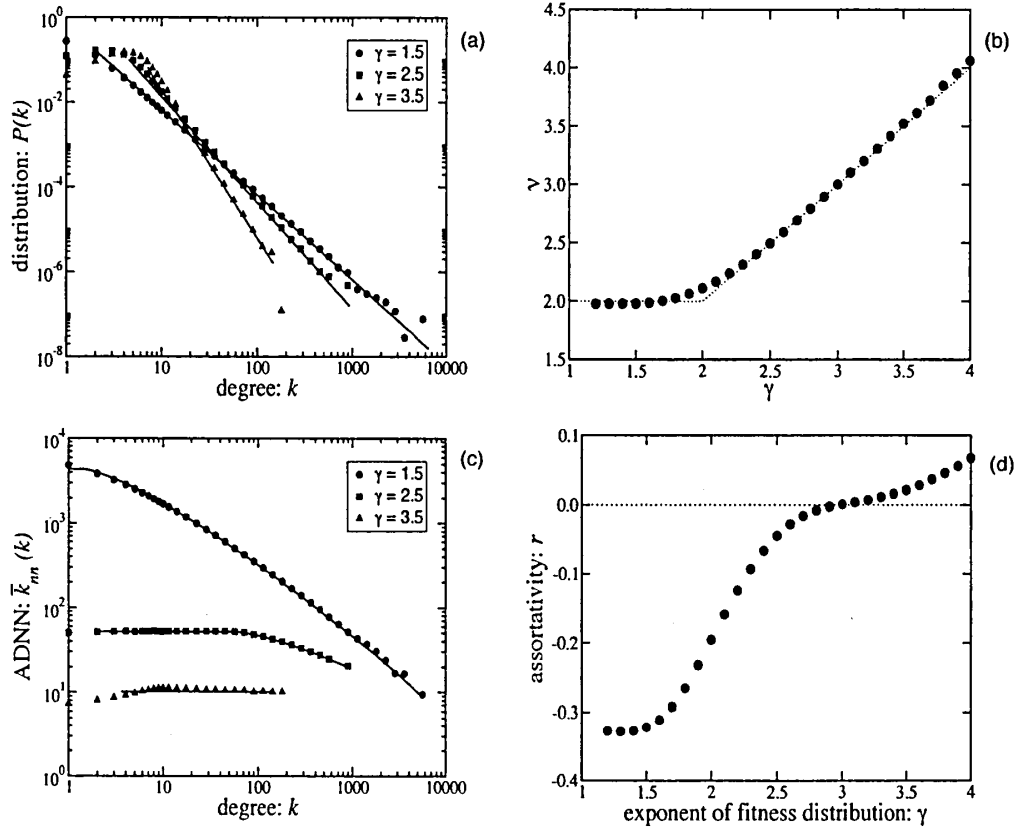 (a)
10^0
10^-2
10^-4
10^-6
10^-8
distribution: P(k)
1
10
100
1000
10000
degree: k
γ = 1.5
γ = 2.5
γ = 3.5
(b)
4.0
3.5
3.0
2.5
2.0
1.5
ν
1
1.5
2
2.5
3
3.5
4
γ
(c)
10^4
10^3
10^2
10^1
10^0
ADNN: k̄_nn (k)
1
10
100
1000
10000
degree: k
γ = 1.5
γ = 2.5
γ = 3.5
(d)
0.1
0.0
-0.1
-0.2
-0.3
-0.4
assortativity: r
1
1.5
2
2.5
3
3.5
4
exponent of fitness distribution: γ